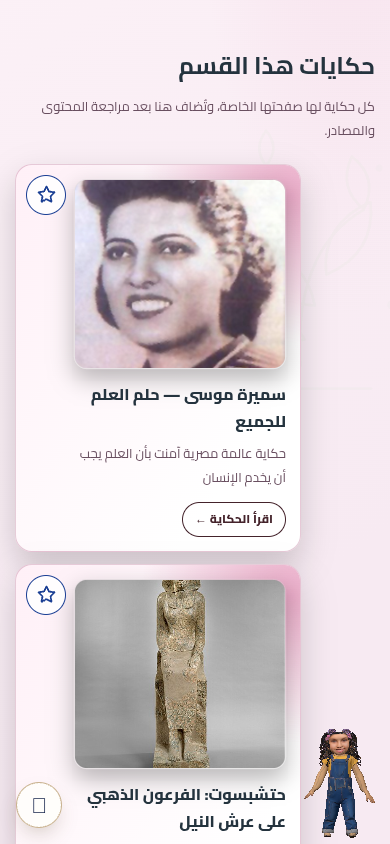 حكايات هذا القسم
كل حكاية لها صفحتها الخاصة، وتُضاف هنا بعد مراجعة المحتوى
والمصادر.
سميرة موسى — حلم العلم
للجميع
حكاية عالمة مصرية آمنت بأن العلم يجب
أن يخدم الإنسان
اقرأ الحكاية ←
حتشبسوت: الفرعون الذهبي
على عرش النيل